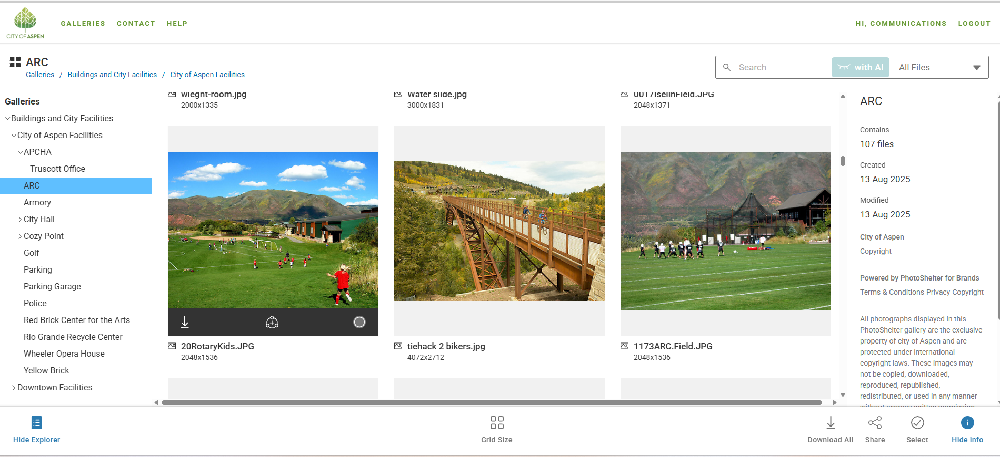 CITY OF ASPEN
GALLERIES CONTACT HELP
HI, COMMUNICATIONS LOGOUT
ARC
Galleries / Buildings and City Facilities / City of Aspen Facilities
Search with AI All Files
Galleries
Buildings and City Facilities
City of Aspen Facilities
APCHA
Truscott Office
ARC
Armory
City Hall
Cozy Point
Golf
Parking
Parking Garage
Police
Red Brick Center for the Arts
Rio Grande Recycle Center
Wheeler Opera House
Yellow Brick
Downtown Facilities
wieght-room.jpg
2000x1335
Water slide.jpg
3000x1831
0017IselinField.JPG
2048x1371
20RotaryKids.JPG
2048x1536
tiehack 2 bikers.jpg
4072x2712
1173ARC.Field.JPG
2048x1536
ARC
Contains
107 files
Created
13 Aug 2025
Modified
13 Aug 2025
City of Aspen
Copyright
Powered by PhotoShelter for Brands
Terms & Conditions Privacy Copyright
All photographs displayed in this
PhotoShelter gallery are the exclusive
property of city of Aspen and are
protected under international
copyright laws. These images may
not be copied, downloaded,
reproduced, republished,
redistributed, or used in any manner
without express written permission
Hide Explorer
Grid Size
Download All
Share
Select
Hide info